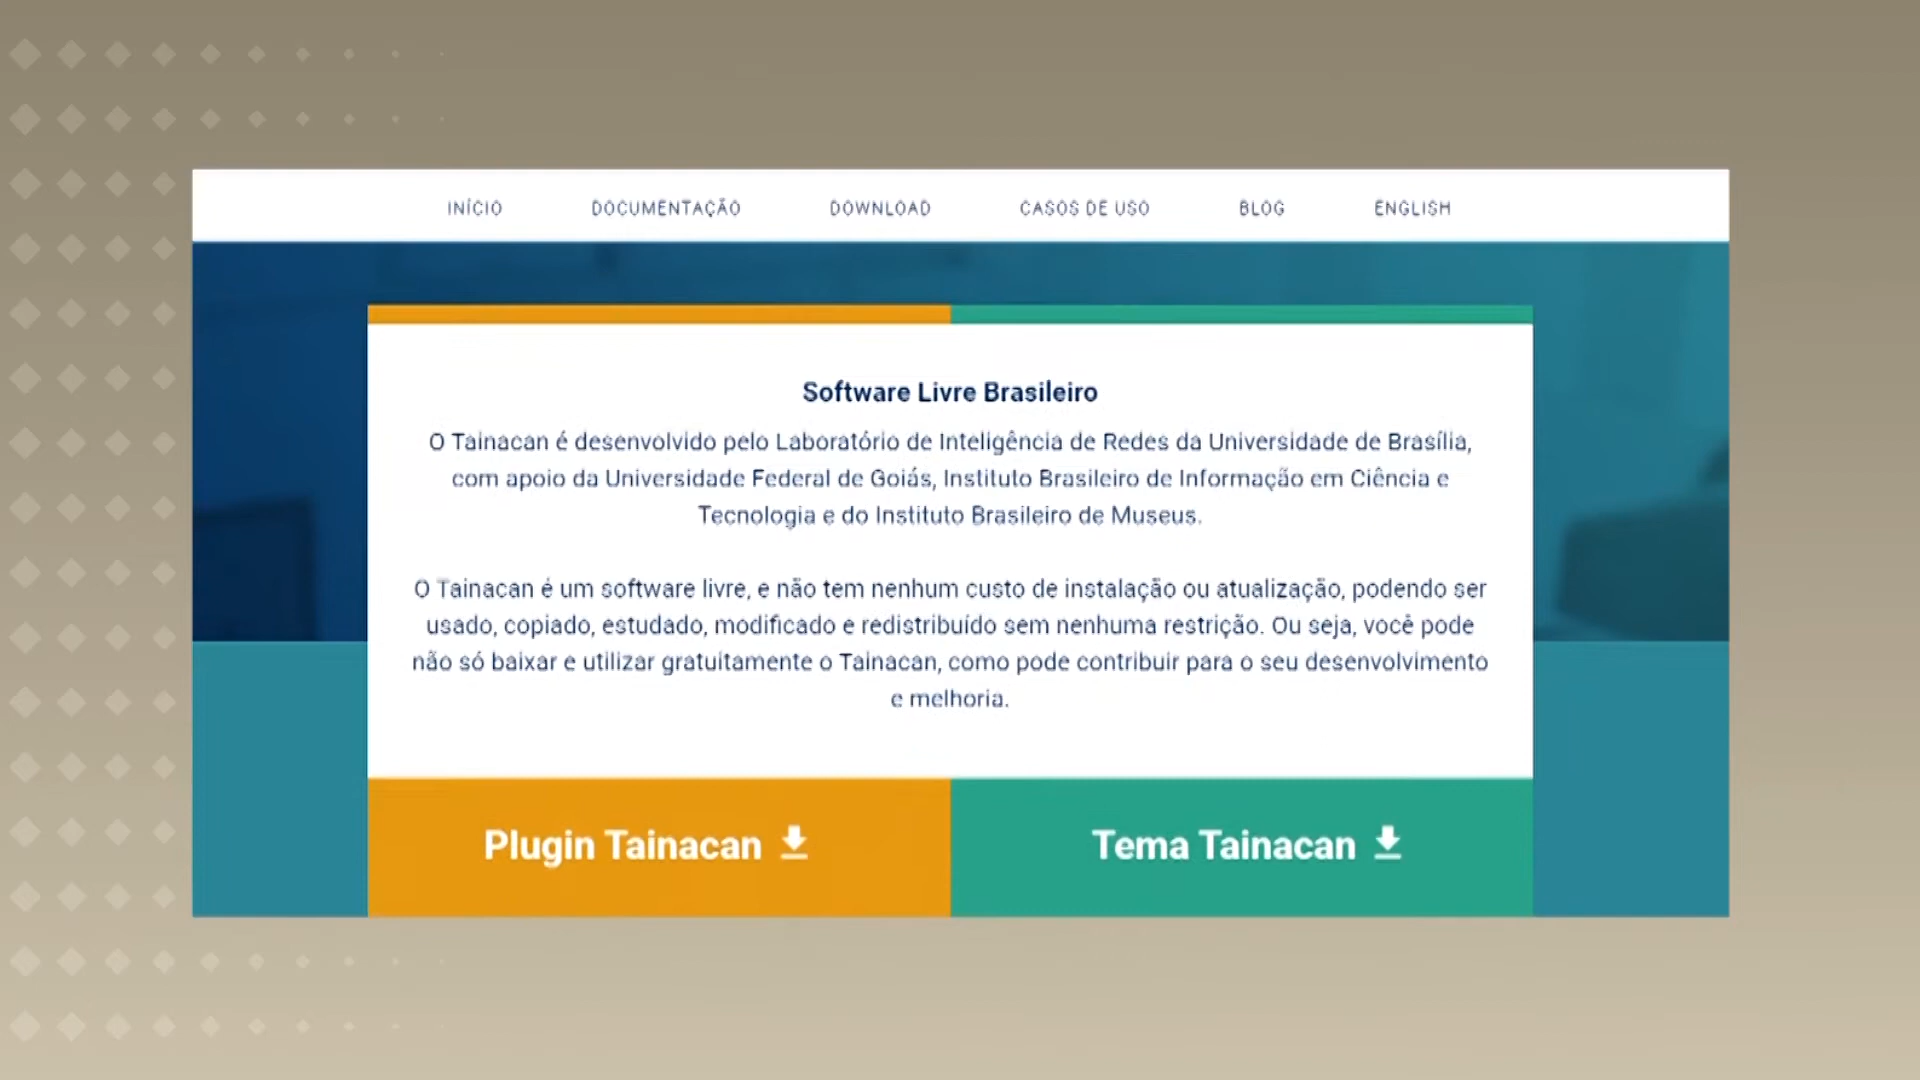 INÍCIO DOCUMENTAÇÃO DOWNLOAD CASOS DE USO BLOG ENGLISH
Software Livre Brasileiro
O Tainacan é desenvolvido pelo Laboratório de Inteligência de Redes da Universidade de Brasília,
com apoio da Universidade Federal de Goiás, Instituto Brasileiro de Informação em Ciência e
Tecnologia e do Instituto Brasileiro de Museus.
O Tainacan é um software livre, e não tem nenhum custo de instalação ou atualização, podendo ser
usado, copiado, estudado, modificado e redistribuído sem nenhuma restrição. Ou seja, você pode
não só baixar e utilizar gratuitamente o Tainacan, como pode contribuir para o seu desenvolvimento
e melhoria.
Plugin Tainacan
Tema Tainacan